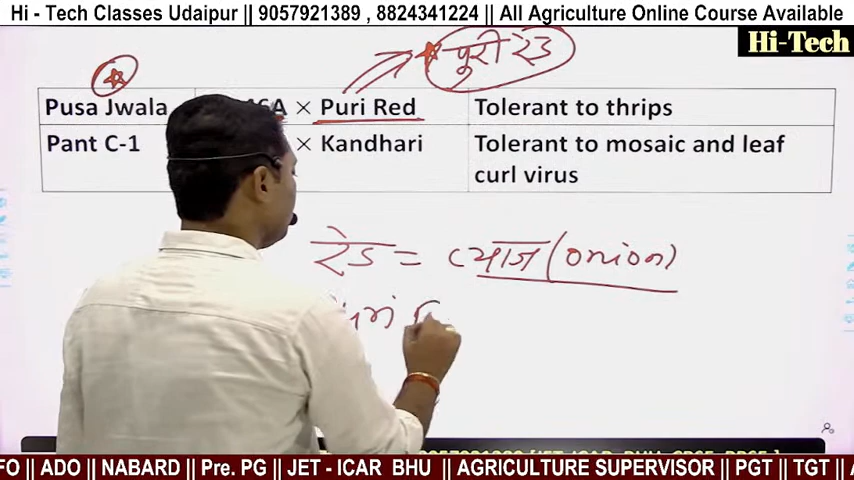 Hi - Tech Classes Udaipur || 9057921389 , 8824341224 || All Agriculture Online Course Available
Hi-Tech
पुरी रेड
Pusa Jwala × Puri Red Tolerant to thrips
Pant C-1 × Kandhari Tolerant to mosaic and leaf
curl virus
रेड = प्याज (onion)
ADO || NABARD || Pre. PG || JET - ICAR BHU || AGRICULTURE SUPERVISOR || PGT || TGT ||